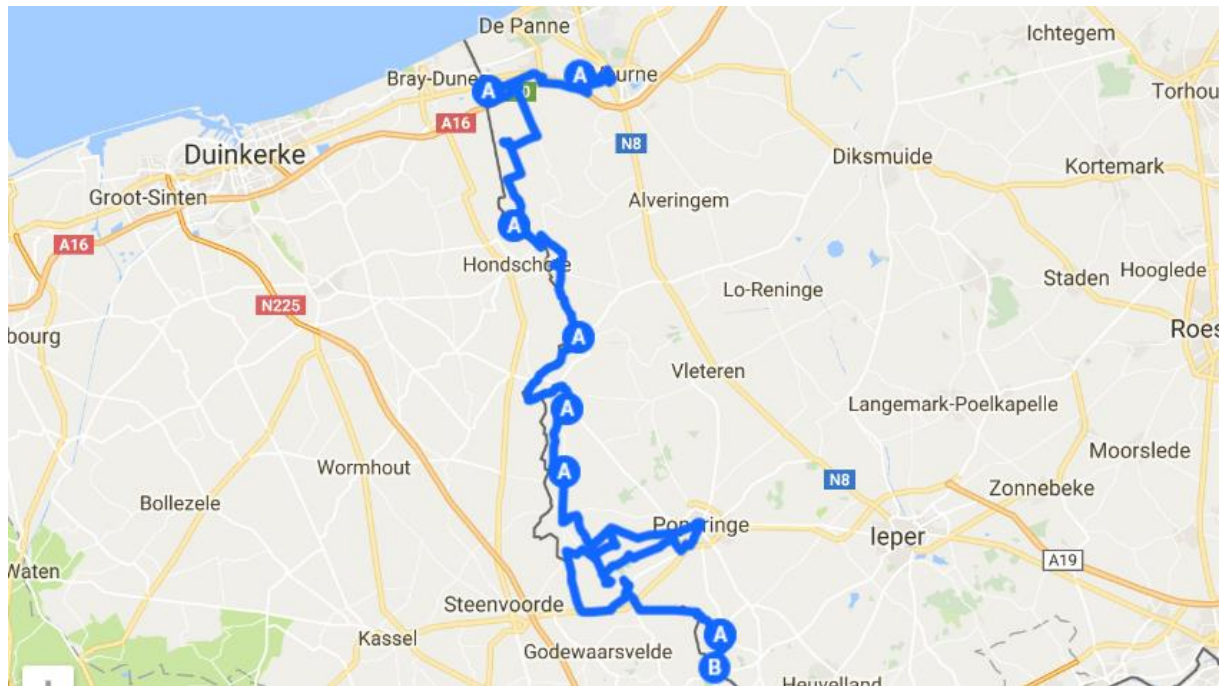 De Panne
Ichtegem
Bray-Dune
A
A
urne
Torhou
A16
N8
Duinkerke
Diksmuide
Kortemark
Groot-Sinten
Alveringem
A
A16
Hondschote
Hooglede
Staden
Lo-Reninge
N225
bourg
A
Roes
Vleteren
A
Langemark-Poelkapelle
Moorslede
Wormhout
A
N8
Zonnebeke
Bollezele
Poperinge
Ieper
A19
Waten
Steenvoorde
Kassel
A
Godewaarsvelde
B
Heuvelland